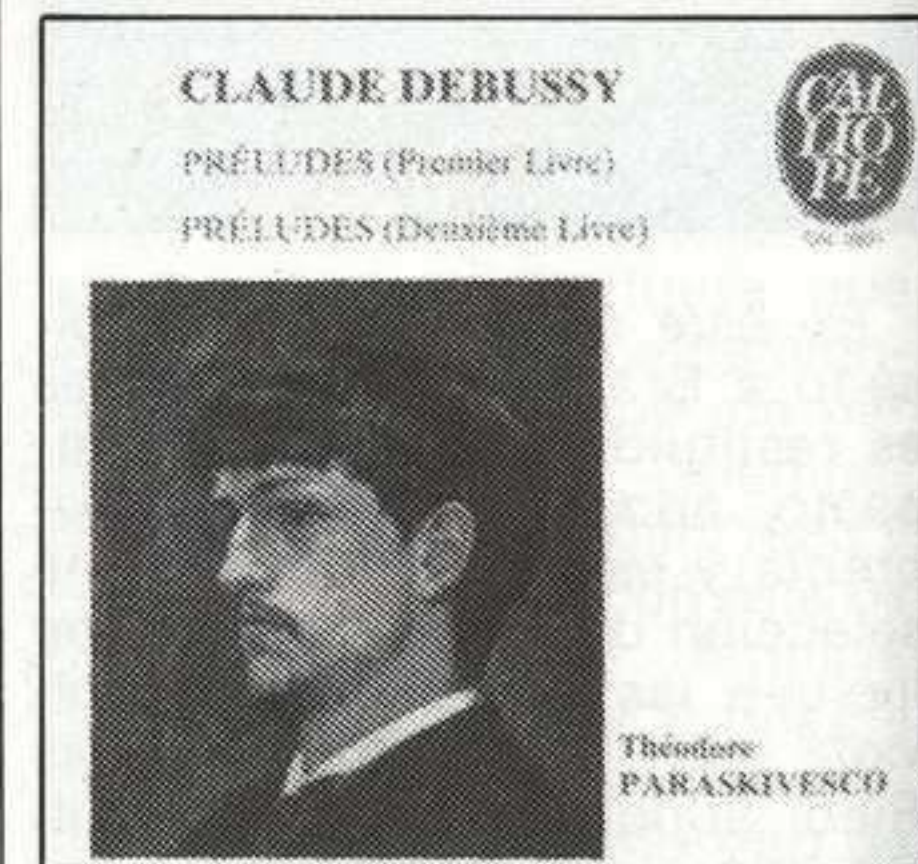 CLAUDE DEBUSSY
PRÉLUDES (Premier Livre)
PRÉLUDES (Deuxième Livre)
CAL
LIO
PE
Théodore
PARASKIVESCO